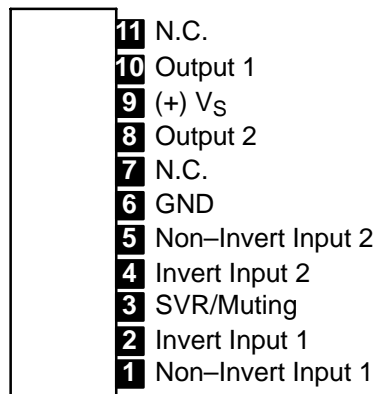 11 N.C.
10 Output 1
9 (+) VS
8 Output 2
7 N.C.
6 GND
5 Non–Invert Input 2
4 Invert Input 2
3 SVR/Muting
2 Invert Input 1
1 Non–Invert Input 1